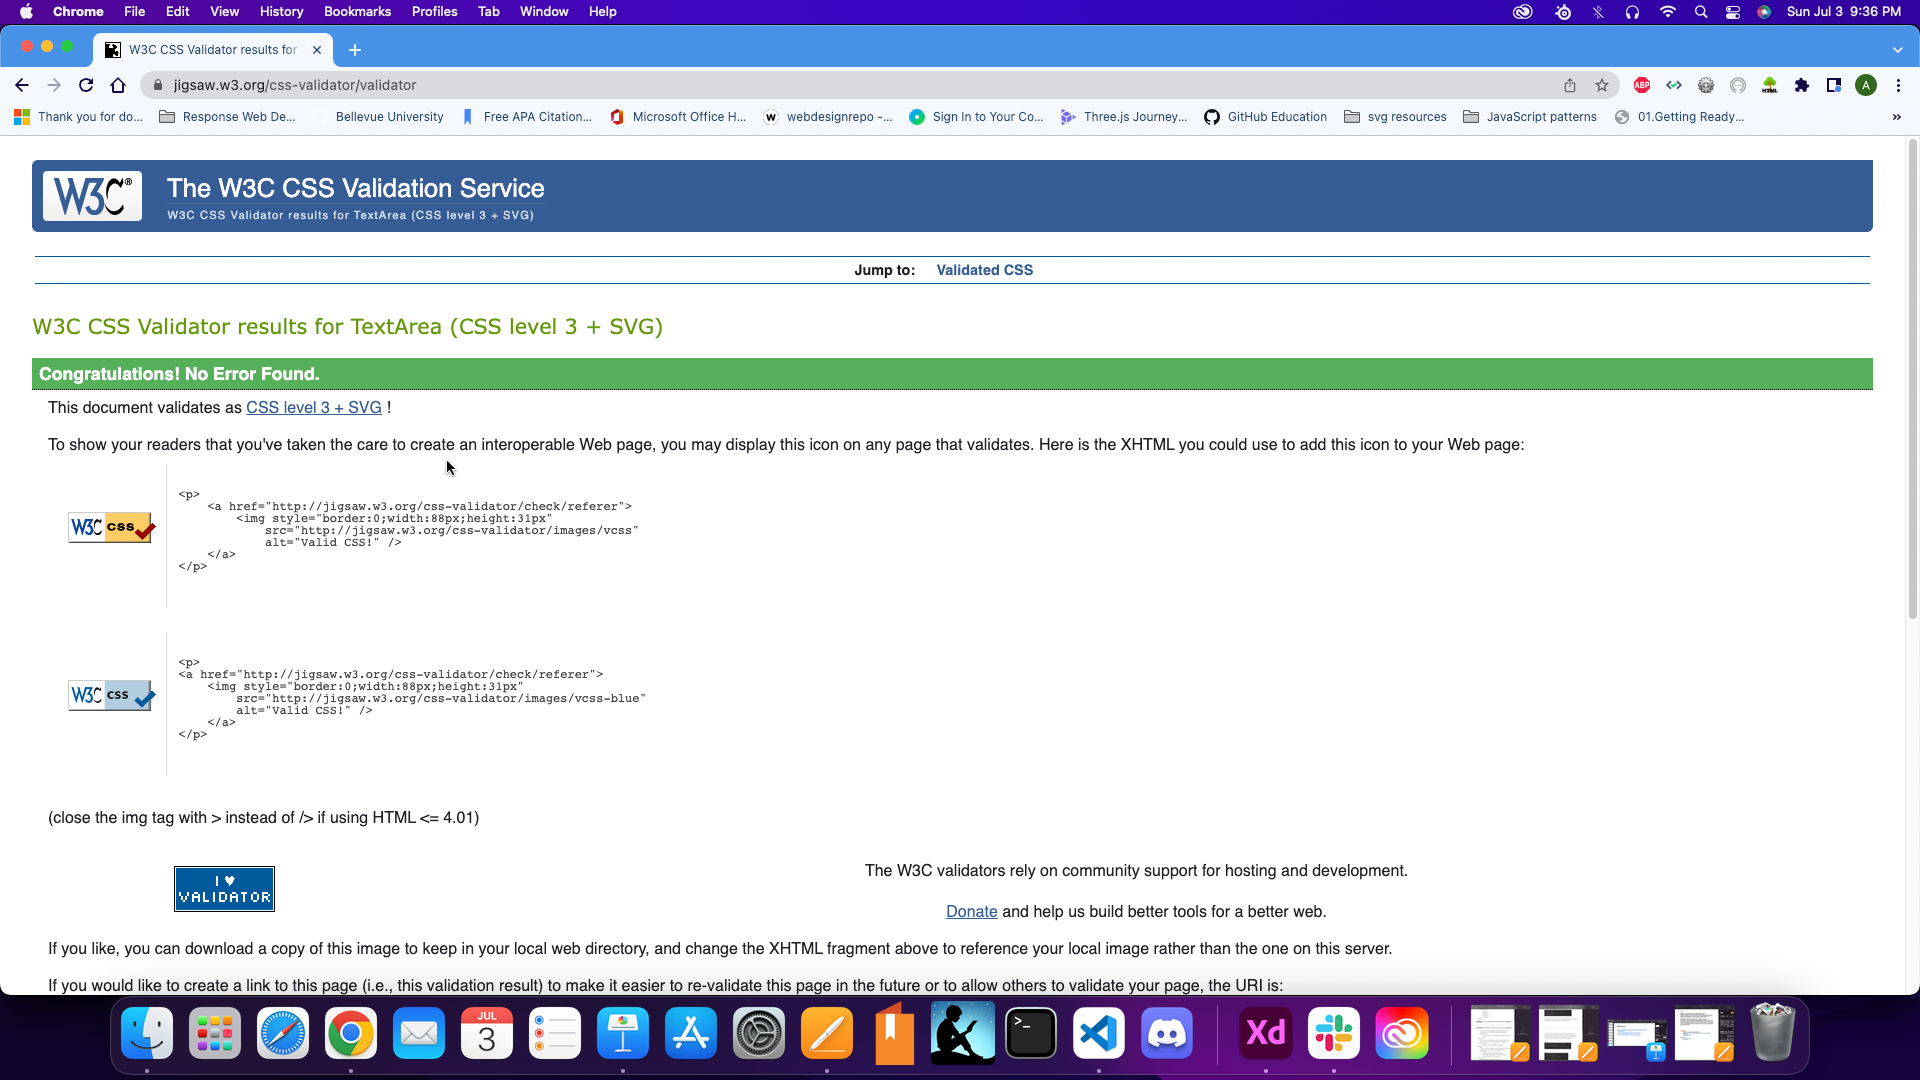 Chrome File Edit View History Bookmarks Profiles Tab Window Help Sun Jul 3 9:36 PM
W3C CSS Validator results for
jigsaw.w3.org/css-validator/validator
ABP
A
Thank you for do... Response Web De... Bellevue University Free APA Citation... Microsoft Office H... W webdesignrepo -... Sign In to Your Co... Three.js Journey... GitHub Education svg resources JavaScript patterns 01.Getting Ready... »
W3C® The W3C CSS Validation Service
W3C CSS Validator results for TextArea (CSS level 3 + SVG)
Jump to: Validated CSS
W3C CSS Validator results for TextArea (CSS level 3 + SVG)
Congratulations! No Error Found.
This document validates as CSS level 3 + SVG !
To show your readers that you've taken the care to create an interoperable Web page, you may display this icon on any page that validates. Here is the XHTML you could use to add this icon to your Web page:
<p>
<a href="http://jigsaw.w3.org/css-validator/check/referer">
<img style="border:0;width:88px;height:31px"
W3C css
src="http://jigsaw.w3.org/css-validator/images/vcss"
alt="Valid CSS!" />
</a>
</p>
<p>
<a href="http://jigsaw.w3.org/css-validator/check/referer">
<img style="border:0;width:88px;height:31px"
W3C css
src="http://jigsaw.w3.org/css-validator/images/vcss-blue"
alt="Valid CSS!" />
</a>
</p>
(close the img tag with > instead of /> if using HTML <= 4.01)
I ♥
VALIDATOR
The W3C validators rely on community support for hosting and development.
Donate and help us build better tools for a better web.
If you like, you can download a copy of this image to keep in your local web directory, and change the XHTML fragment above to reference your local image rather than the one on this server.
If you would like to create a link to this page (i.e., this validation result) to make it easier to re-validate this page in the future or to allow others to validate your page, the URI is:
JUL
3
>_
Xd